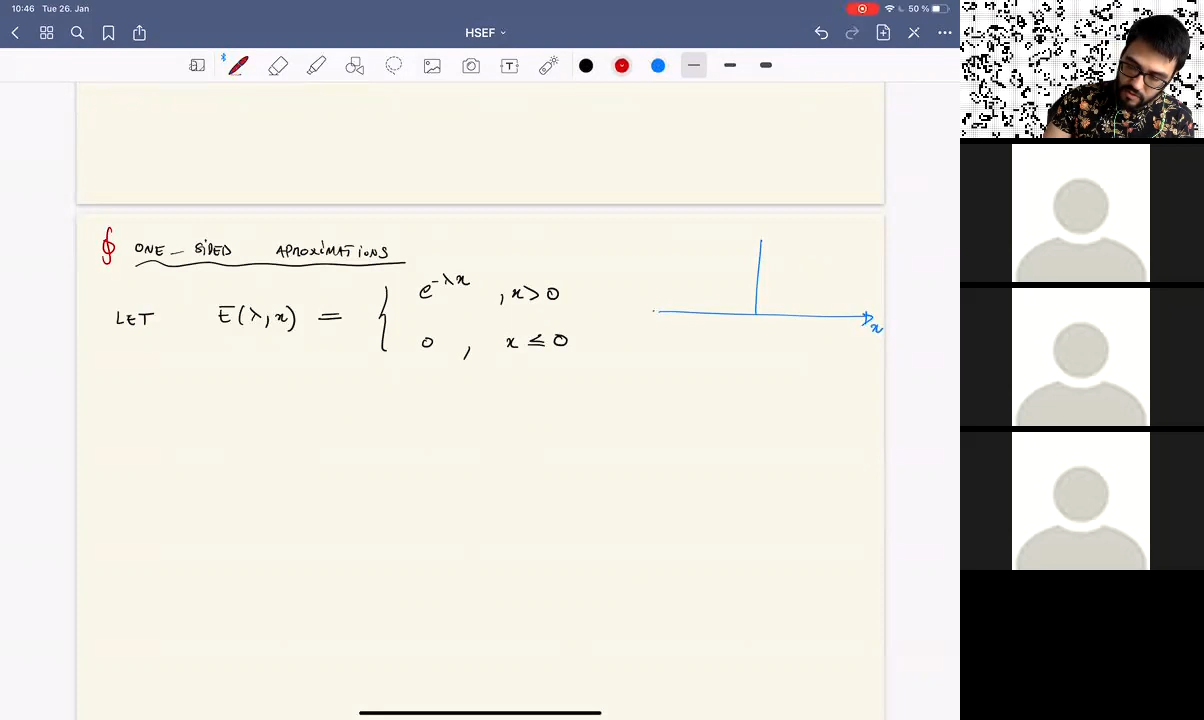 10:46 Tue 26. Jan
50 %
HSEF
ONE-SIDED APROXIMATIONS
LET E(λ,x) = { e^{-λx} , x > 0
0 , x ≤ 0
x